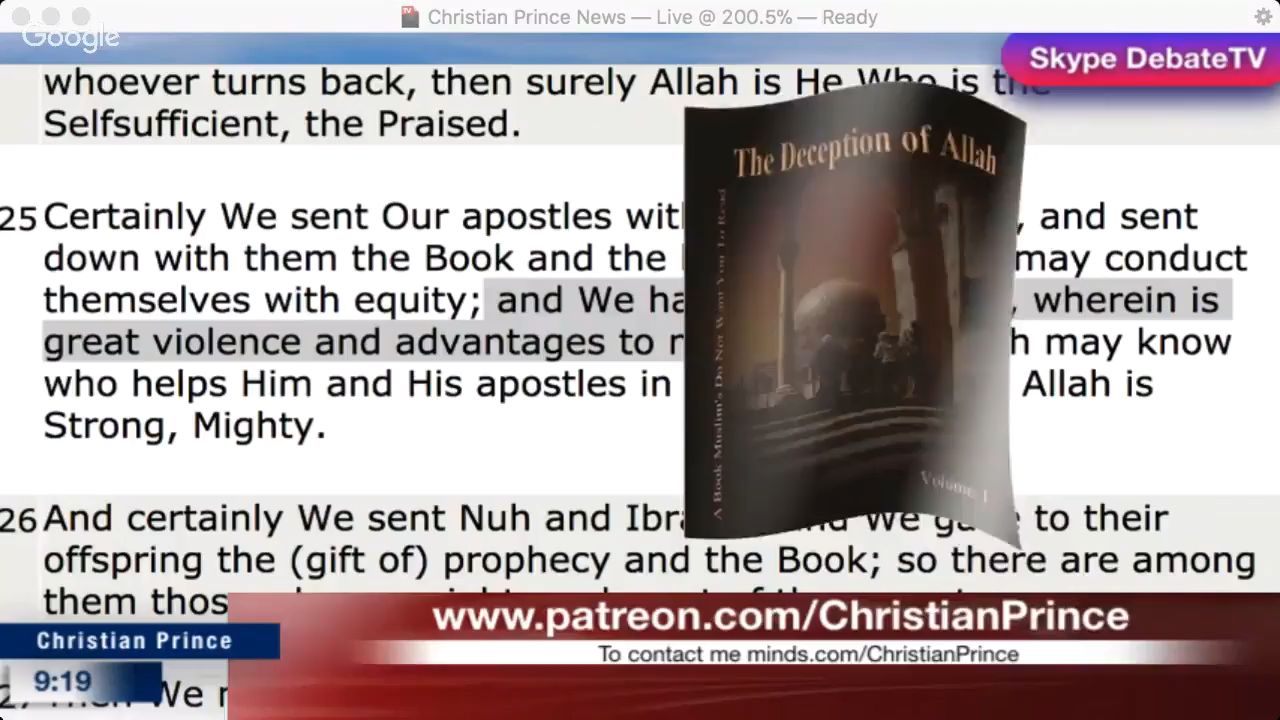 Christian Prince News — Live @ 200.5% — Ready
Google
Skype DebateTV
whoever turns back, then surely Allah is He Who is the
Selfsufficient, the Praised.
25 Certainly We sent Our apostles with , and sent
down with them the Book and the may conduct
themselves with equity; and We , wherein is
great violence and advantages to may know
who helps Him and His apostles in Allah is
Strong, Mighty.
The Deception of Allah
A Book Muslim's Do Not Want You To Read
Volume 1
26 And certainly We sent Nuh and We to their
offspring the (gift of) prophecy and the Book; so there are among
them
www.patreon.com/ChristianPrince
Christian Prince
To contact me minds.com/ChristianPrince
9:19
We